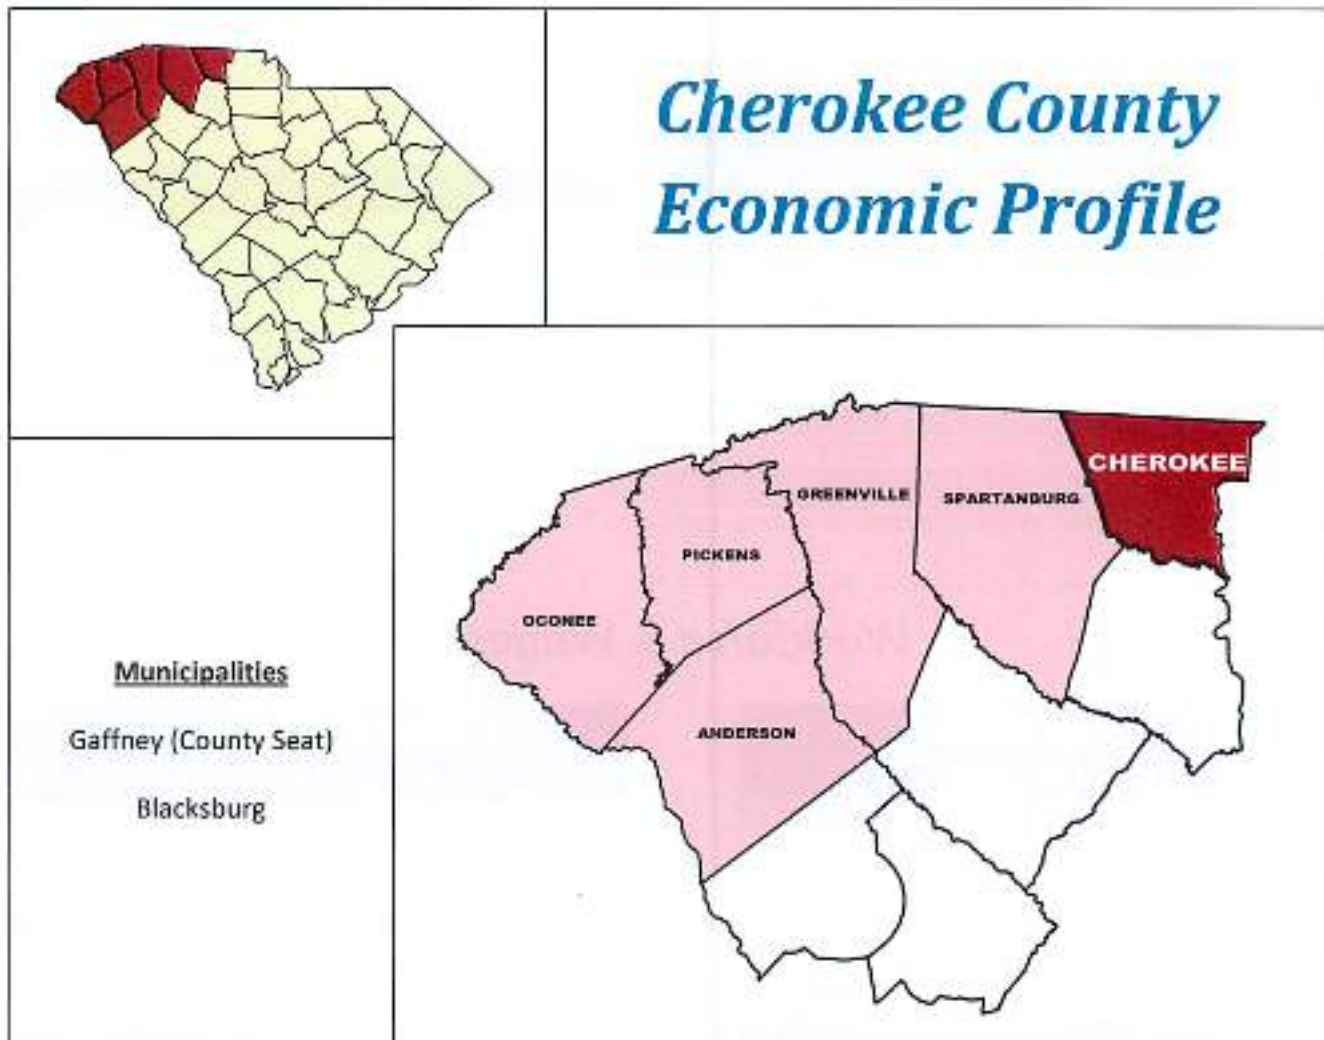 Cherokee County
Economic Profile
CHEROKEE
GREENVILLE
SPARTANBURG
PICKENS
OCONEE
ANDERSON
Municipalities
Gaffney (County Seat)
Blacksburg